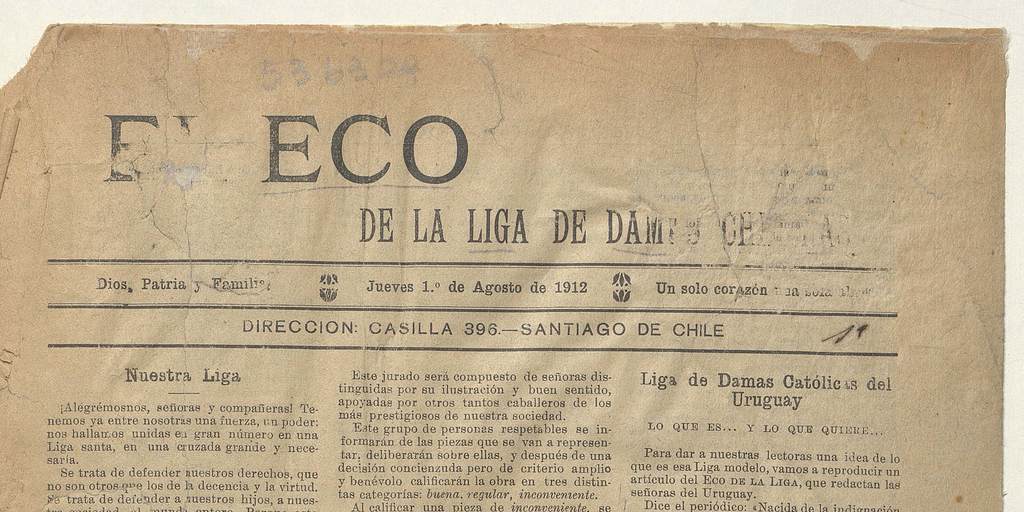 EL ECO
DE LA LIGA DE DAMAS
Dios, Patria y Familia
Jueves 1.º de Agosto de 1912
Un solo corazón una sola
DIRECCION: CASILLA 396.—SANTIAGO DE CHILE
Nuestra Liga
¡Alegrémosnos, señoras y compañeras! Te-
nemos ya entre nosotras una fuerza, un poder:
nos hallamos unidas en gran número en una
Liga santa, en una cruzada grande y nece-
saria.
Se trata de defender nuestros derechos, que
no son otros que los de la decencia y la virtud.
Se trata de defender a nuestros hijos, a nues-
Este jurado será compuesto de señoras dis-
tinguidas por su ilustración y buen sentido,
apoyadas por otros tantos caballeros de los
más prestigiosos de nuestra sociedad.
Este grupo de personas respetables se in-
formarán de las piezas que se van a represen-
tar, deliberarán sobre ellas, y después de una
decisión concienzuda pero de criterio amplio
y benévolo calificarán la obra en tres distin-
tas categorías: buena, regular, inconveniente.
Al calificar una pieza de inconveniente, se
Liga de Damas Católicas del
Uruguay
LO QUE ES... Y LO QUE QUIERE...
Para dar a nuestras lectoras una idea de lo
que es esa Liga modelo, vamos a reproducir un
artículo del ECO DE LA LIGA, que redactan las
señoras del Uruguay.
Dice el periódico: «Nacida de la indignación